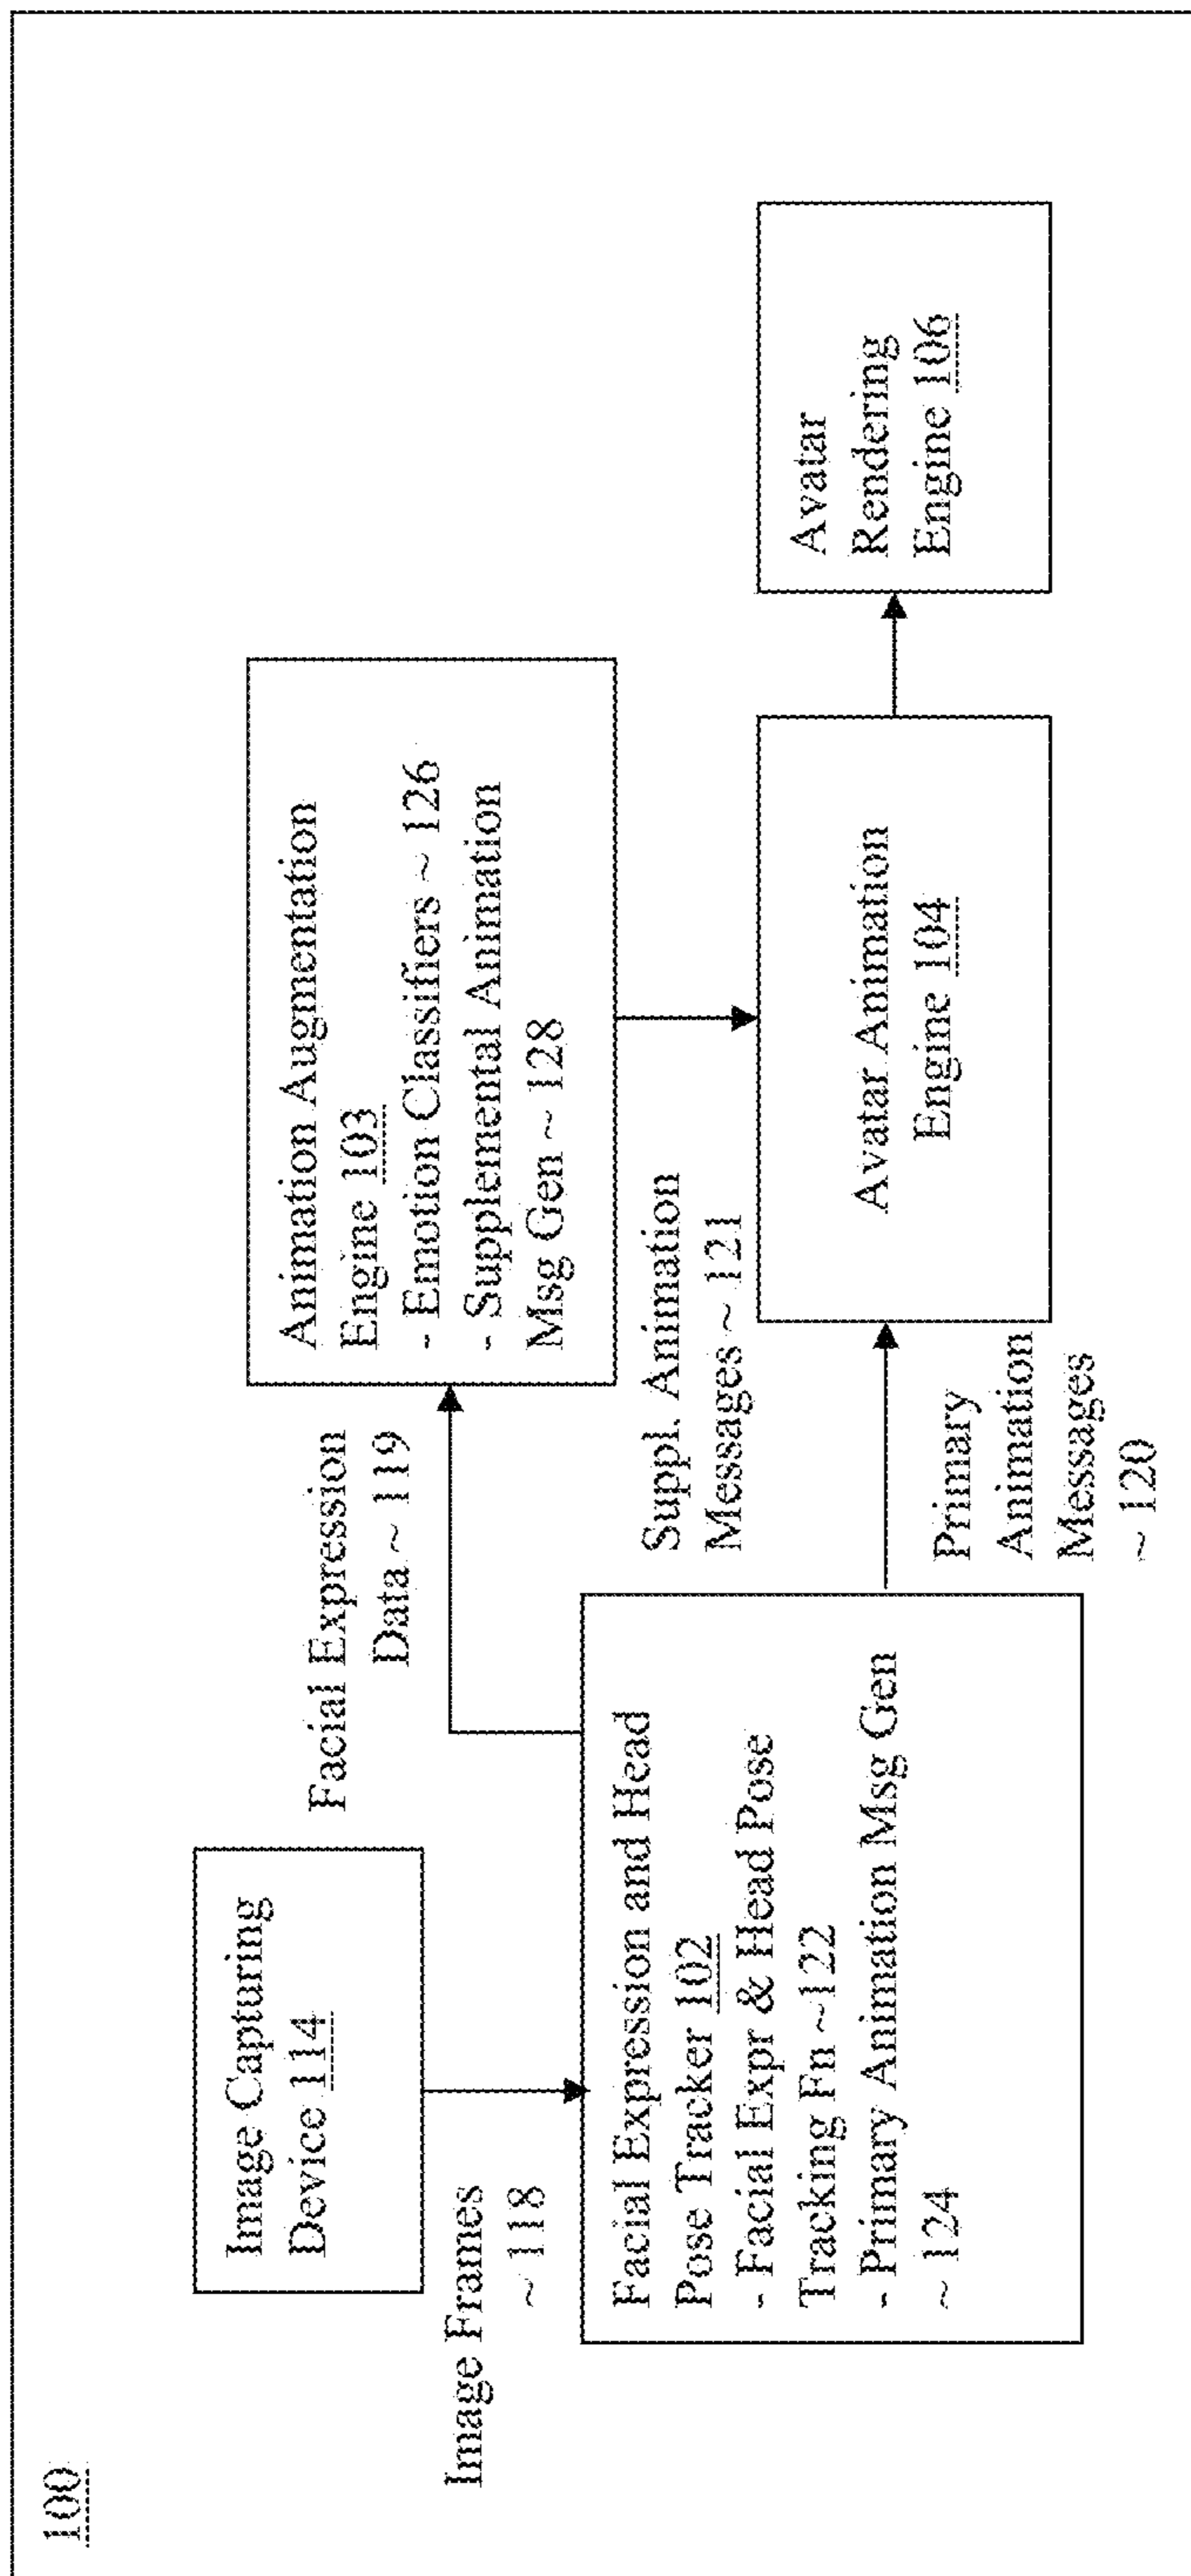 100
Image Capturing
Device 114
Image Frames
~ 118
Facial Expression
Data ~ 119
Facial Expression and Head
Pose Tracker 102
- Facial Expr & Head Pose
Tracking Fn ~122
- Primary Animation Msg Gen
~ 124
Animation Augmentation
Engine 103
- Emotion Classifiers ~ 126
- Supplemental Animation
Msg Gen ~ 128
Suppl. Animation
Messages ~ 121
Primary
Animation
Messages
~ 120
Avatar Animation
Engine 104
Avatar
Rendering
Engine 106